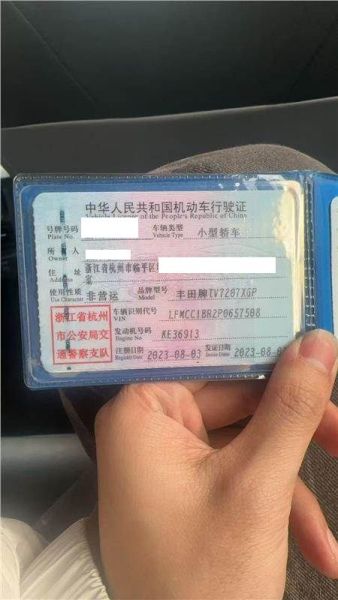 中华人民共和国机动车行驶证
Vehicle License of the People's Republic of China
号牌号码 车辆类型 小型轿车
Plate No. Vehicle Type
所有人
Owner
住址 浙江省杭州市临平区
室
使用性质 非营运 品牌型号 丰田牌TV7207XGP
Use Character Model
浙江省杭州
市公安局交
通警察支队
车辆识别代号 LFMCC1BR2P0657508
VIN
发动机号码 KE36913
Engine No.
注册日期 2023-08-03 发证日期 2023-08-0
Register Date Issue Date